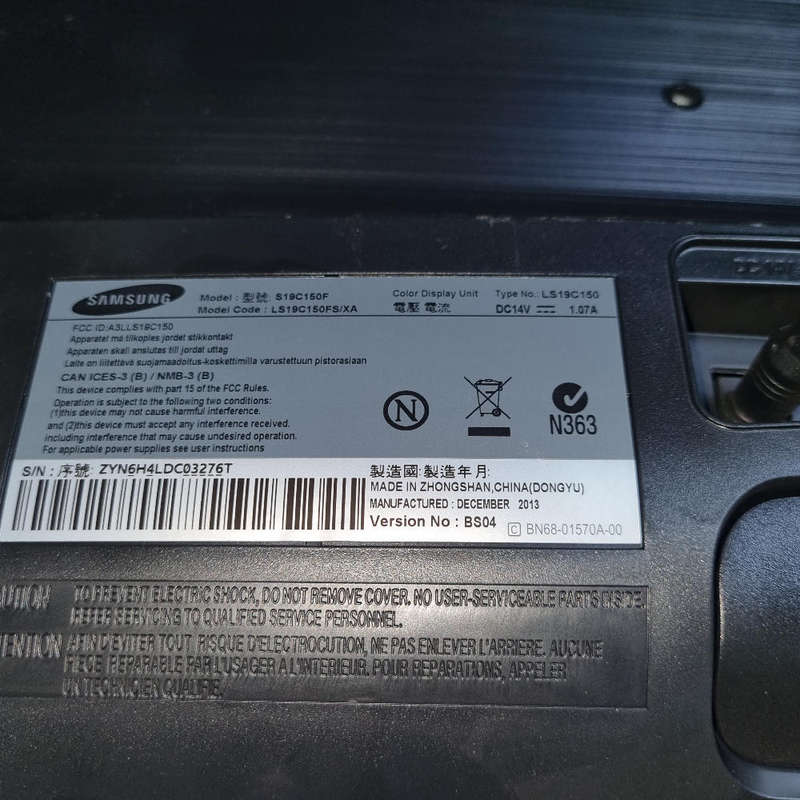 SAMSUNG
Model : 型號: S19C150F
Model Code : LS19C150FS/XA
Color Display Unit
電壓 電流
Type No.: LS19C150
DC14V ⎓ 1.07A
FCC ID:A3LLS19C150
Apparatet må tilkoples jordet stikkontakt
Apparaten skall anslutas till jordat uttag
Laite on liitettävä suojamaadoitus-koskettimilla varustettuun pistorasiaan
CAN ICES-3 (B) / NMB-3 (B)
This device complies with part 15 of the FCC Rules.
Operation is subject to the following two conditions:
(1)this device may not cause harmful interference.
and (2)this device must accept any interference received.
including interference that may cause undesired operation.
For applicable power supplies see user instructions
N
N363
S/N : 序號: ZYN6H4LDC03276T
製造國 製造年月:
MADE IN ZHONGSHAN,CHINA(DONGYU)
MANUFACTURED : DECEMBER 2013
Version No : BS04
C BN68-01570A-00
AUTION TO PREVENT ELECTRIC SHOCK, DO NOT REMOVE COVER. NO USER-SERVICEABLE PARTS INSIDE.
REFER SERVICING TO QUALIFIED SERVICE PERSONNEL.
TENTION AFIN D'EVITER TOUT RISQUE D'ELECTROCUTION, NE PAS ENLEVER L'ARRIERE. AUCUNE
PIECE REPARABLE PAR L'USAGER A L'INTERIEUR. POUR REPARATIONS, APPELER
UN TECHNICIEN QUALIFIE.